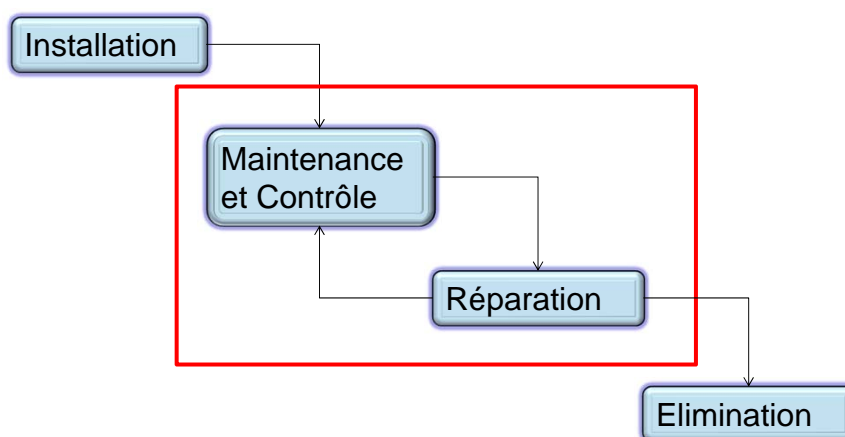 Installation
Maintenance
et Contrôle
Réparation
Elimination